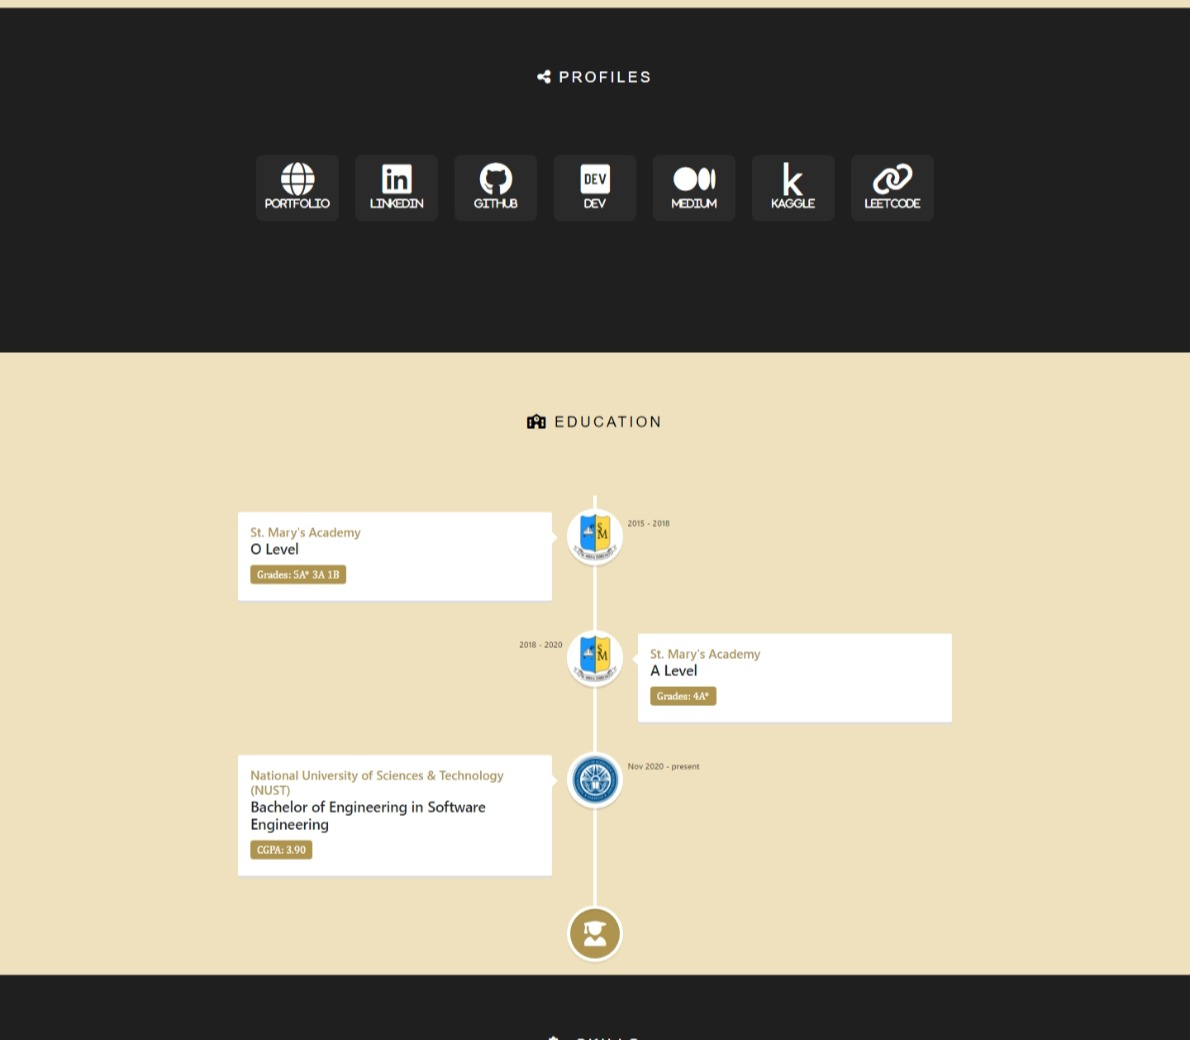 PROFILES
PORTFOLIO
LINKEDIN
GITHUB
DEV
DEV
MEDIUM
KAGGLE
LEETCODE
EDUCATION
St. Mary's Academy
O Level
Grades: 5A* 3A 1B
2015 - 2018
2018 - 2020
St. Mary's Academy
A Level
Grades: 4A*
National University of Sciences & Technology
(NUST)
Bachelor of Engineering in Software
Engineering
CGPA: 3.90
Nov 2020 - present